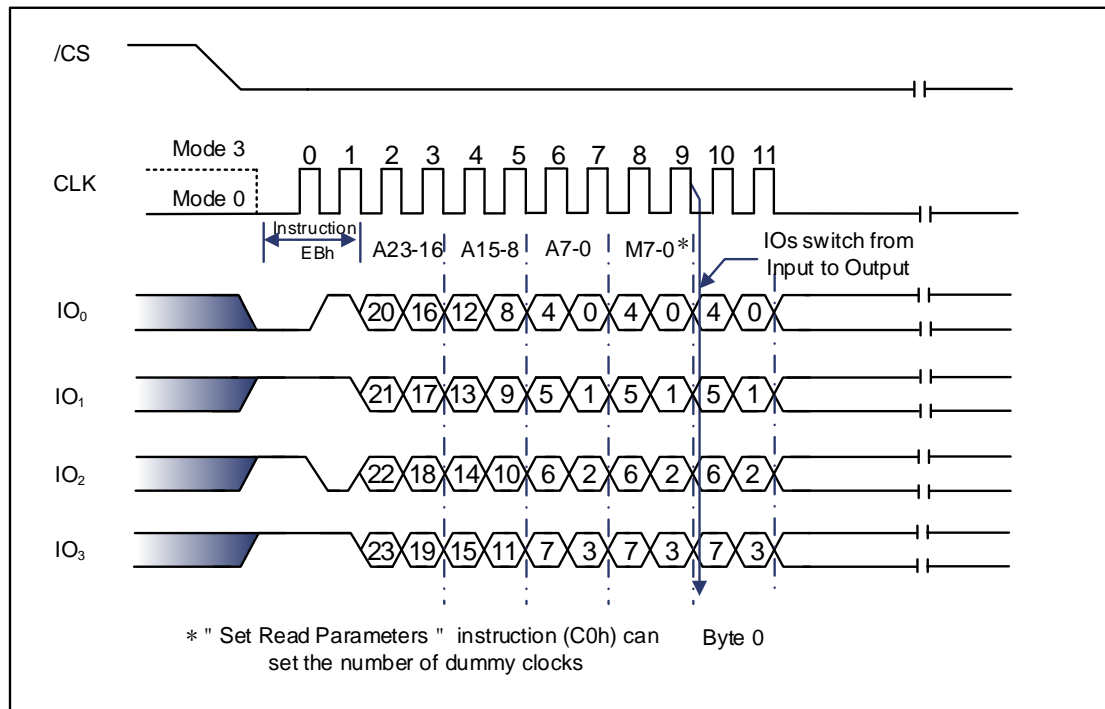 /CS
Mode 3
0 1 2 3 4 5 6 7 8 9 10 11
CLK
Mode 0
Instruction
EBh
A23-16 A15-8 A7-0 M7-0*
IOs switch from
Input to Output
IO₀ 20 16 12 8 4 0 4 0 4 0
IO₁ 21 17 13 9 5 1 5 1 5 1
IO₂ 22 18 14 10 6 2 6 2 6 2
IO₃ 23 19 15 11 7 3 7 3 7 3
* " Set Read Parameters " instruction (C0h) can
set the number of dummy clocks
Byte 0